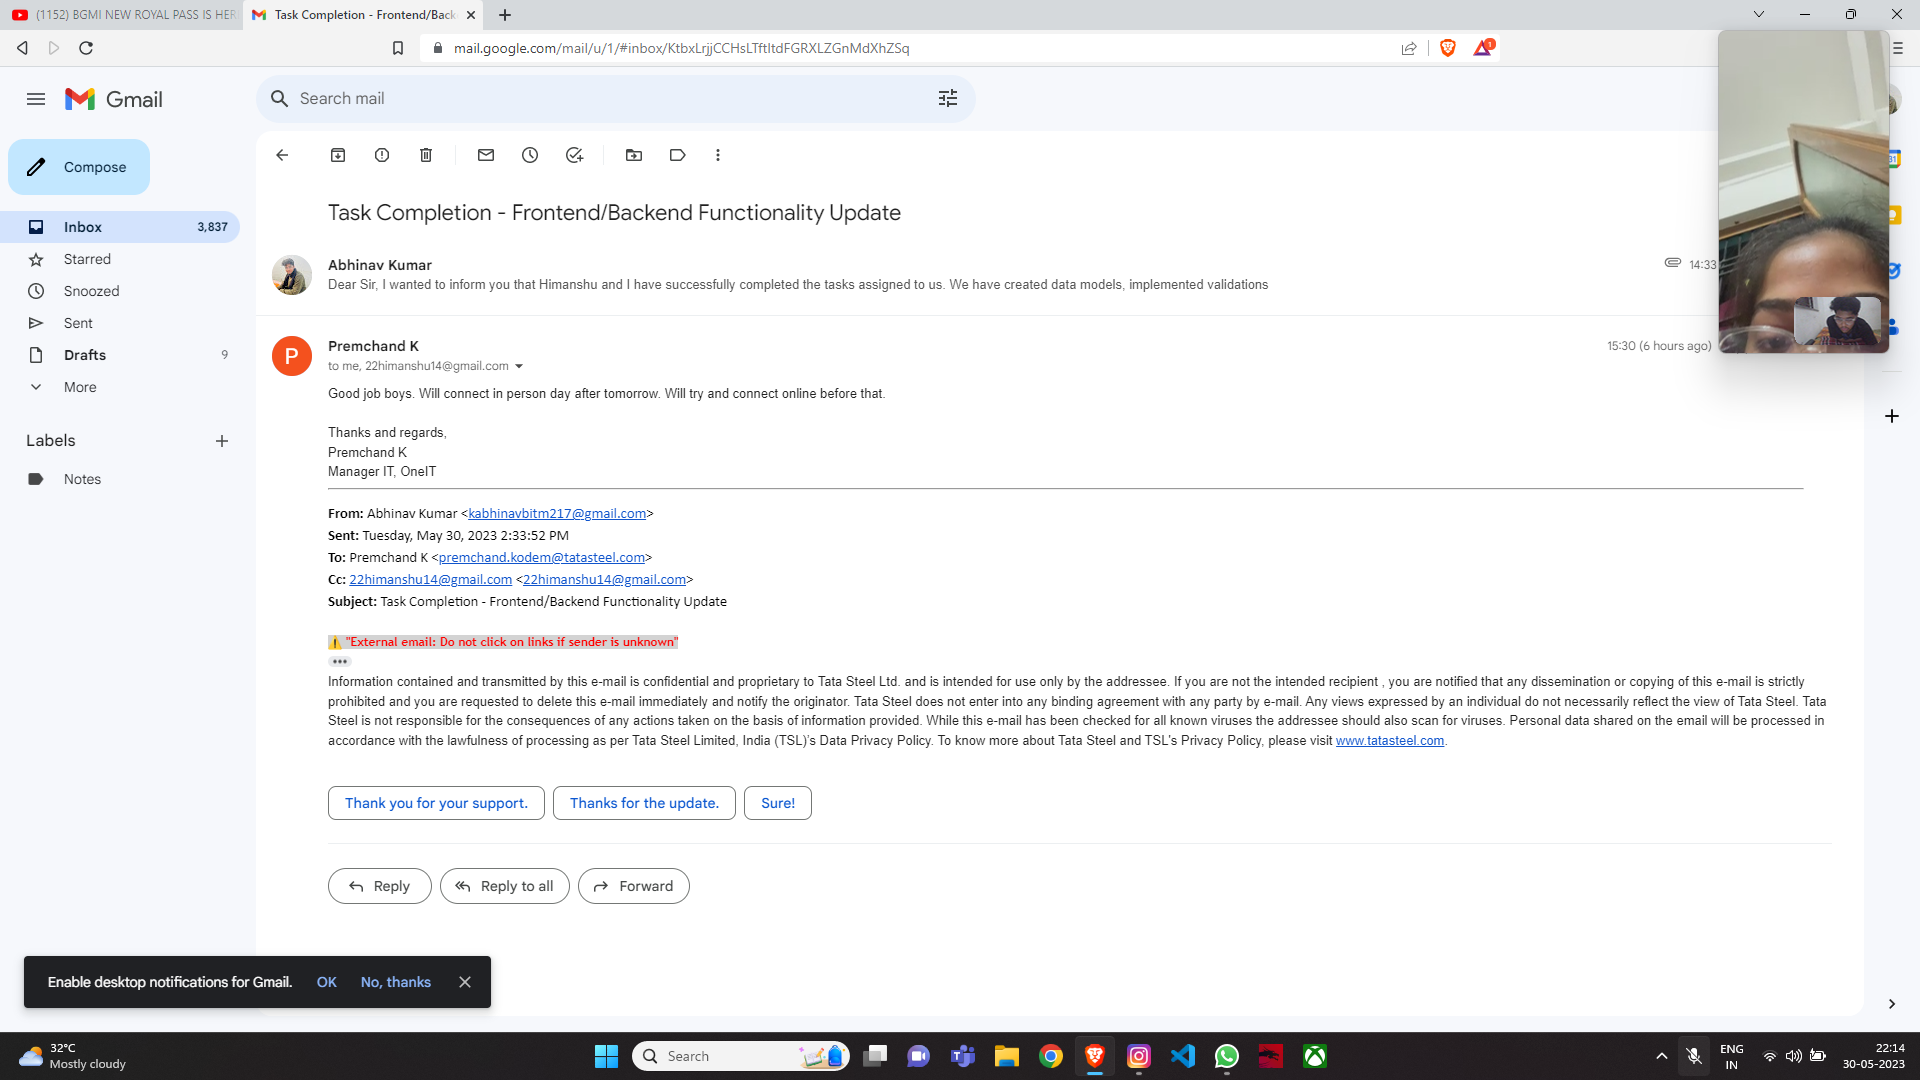 (1152) BGMI NEW ROYAL PASS IS HER
Task Completion - Frontend/Back
mail.google.com/mail/u/1/#inbox/KtbxLrjjCCHsLTftltdFGRXLZGnMdXhZSq
1
Gmail
Search mail
Compose
Inbox 3,837
Starred
Snoozed
Sent
Drafts 9
More
Labels
Notes
Task Completion - Frontend/Backend Functionality Update
Abhinav Kumar
14:33
Dear Sir, I wanted to inform you that Himanshu and I have successfully completed the tasks assigned to us. We have created data models, implemented validations
P
Premchand K
15:30 (6 hours ago)
to me, 22himanshu14@gmail.com
Good job boys. Will connect in person day after tomorrow. Will try and connect online before that.
Thanks and regards,
Premchand K
Manager IT, OneIT
From: Abhinav Kumar <kabhinavbitm217@gmail.com>
Sent: Tuesday, May 30, 2023 2:33:52 PM
To: Premchand K <premchand.kodem@tatasteel.com>
Cc: 22himanshu14@gmail.com <22himanshu14@gmail.com>
Subject: Task Completion - Frontend/Backend Functionality Update
⚠ "External email: Do not click on links if sender is unknown"
Information contained and transmitted by this e-mail is confidential and proprietary to Tata Steel Ltd. and is intended for use only by the addressee. If you are not the intended recipient , you are notified that any dissemination or copying of this e-mail is strictly
prohibited and you are requested to delete this e-mail immediately and notify the originator. Tata Steel does not enter into any binding agreement with any party by e-mail. Any views expressed by an individual do not necessarily reflect the view of Tata Steel. Tata
Steel is not responsible for the consequences of any actions taken on the basis of information provided. While this e-mail has been checked for all known viruses the addressee should also scan for viruses. Personal data shared on the email will be processed in
accordance with the lawfulness of processing as per Tata Steel Limited, India (TSL)'s Data Privacy Policy. To know more about Tata Steel and TSL's Privacy Policy, please visit www.tatasteel.com.
Thank you for your support.
Thanks for the update.
Sure!
Reply
Reply to all
Forward
Enable desktop notifications for Gmail. OK No, thanks
32°C
Mostly cloudy
Search
ENG
IN
22:14
30-05-2023